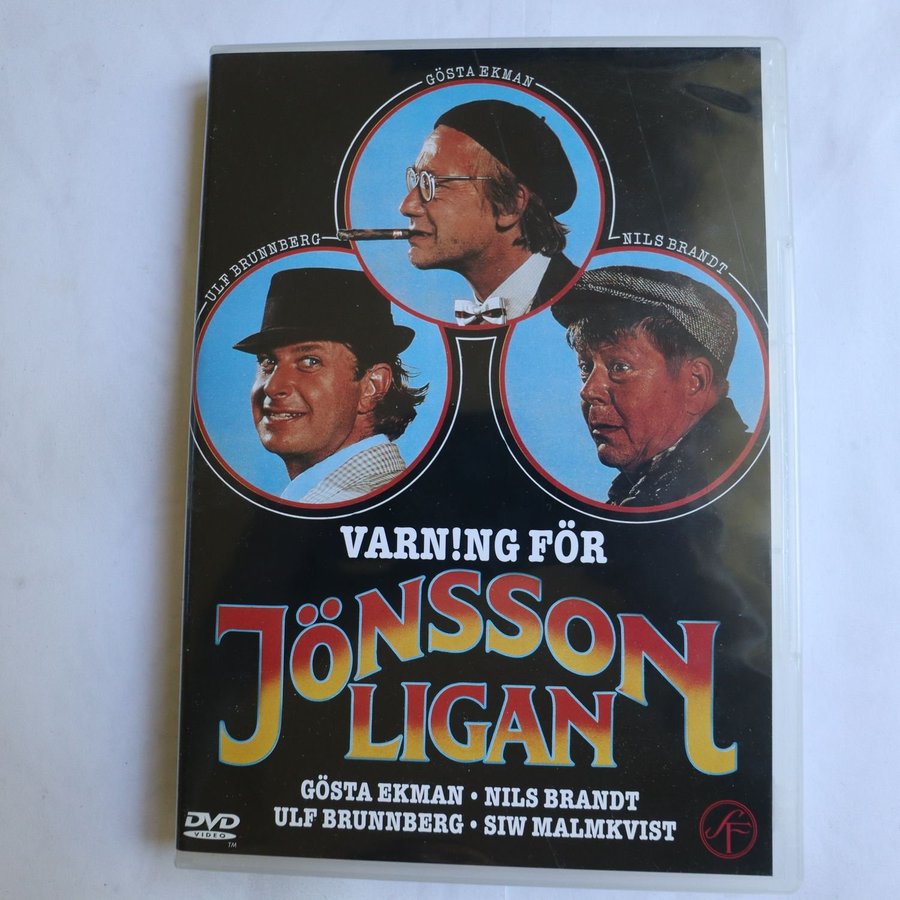 GÖSTA EKMAN
ULF BRUNNBERG
NILS BRANDT
VARN!NG FÖR
JÖNSSON
LIGAN
GÖSTA EKMAN • NILS BRANDT
ULF BRUNNBERG • SIW MALMKVIST
DVD
VIDEO
TM
SF